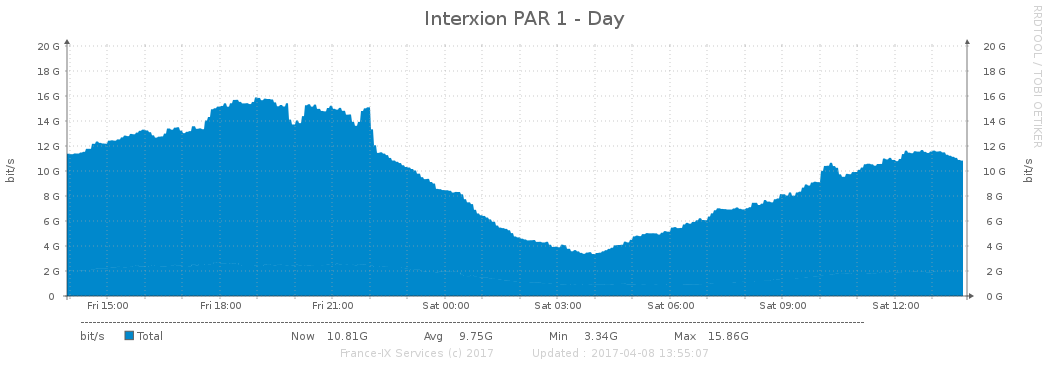 Interxion PAR 1 - Day
RRDTOOL / TOBI OETIKER
20 G 20 G
18 G 18 G
16 G 16 G
14 G 14 G
12 G 12 G
10 G 10 G
8 G 8 G
6 G 6 G
4 G 4 G
2 G 2 G
0 0 G
bit/s bit/s
Fri 15:00 Fri 18:00 Fri 21:00 Sat 00:00 Sat 03:00 Sat 06:00 Sat 09:00 Sat 12:00
bit/s Total Now 10.81G Avg 9.75G Min 3.34G Max 15.86G
France-IX Services (c) 2017 Updated : 2017-04-08 13:55:07